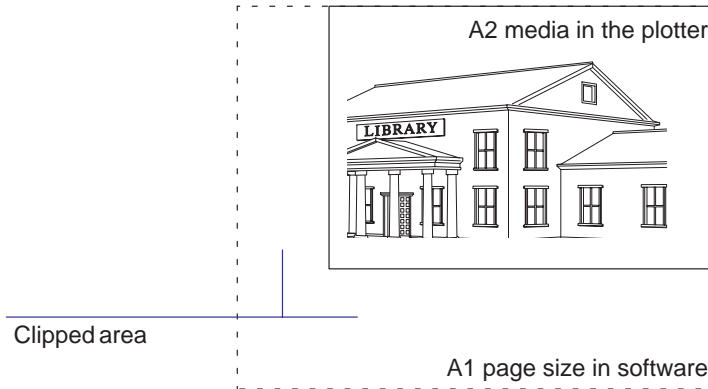 A2 media in the plotter
LIBRARY
Clipped area
A1 page size in software